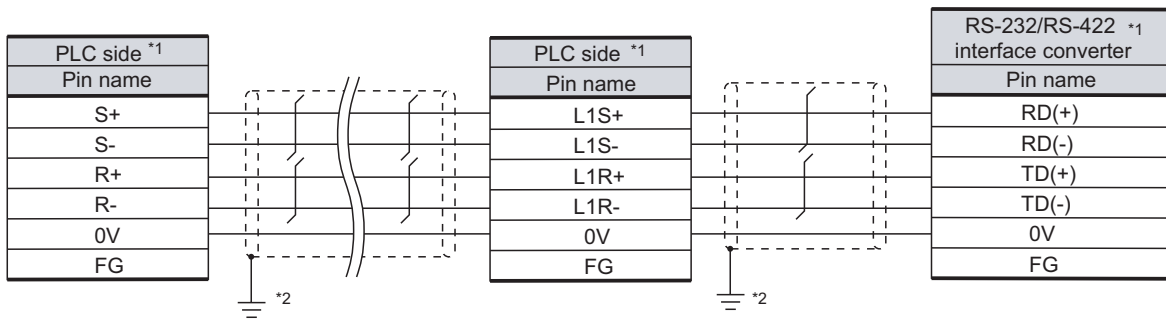 PLC side *1
Pin name
S+
S-
R+
R-
0V
FG
*2
PLC side *1
Pin name
L1S+
L1S-
L1R+
L1R-
0V
FG
*2
RS-232/RS-422 *1
interface converter
Pin name
RD(+)
RD(-)
TD(+)
TD(-)
0V
FG